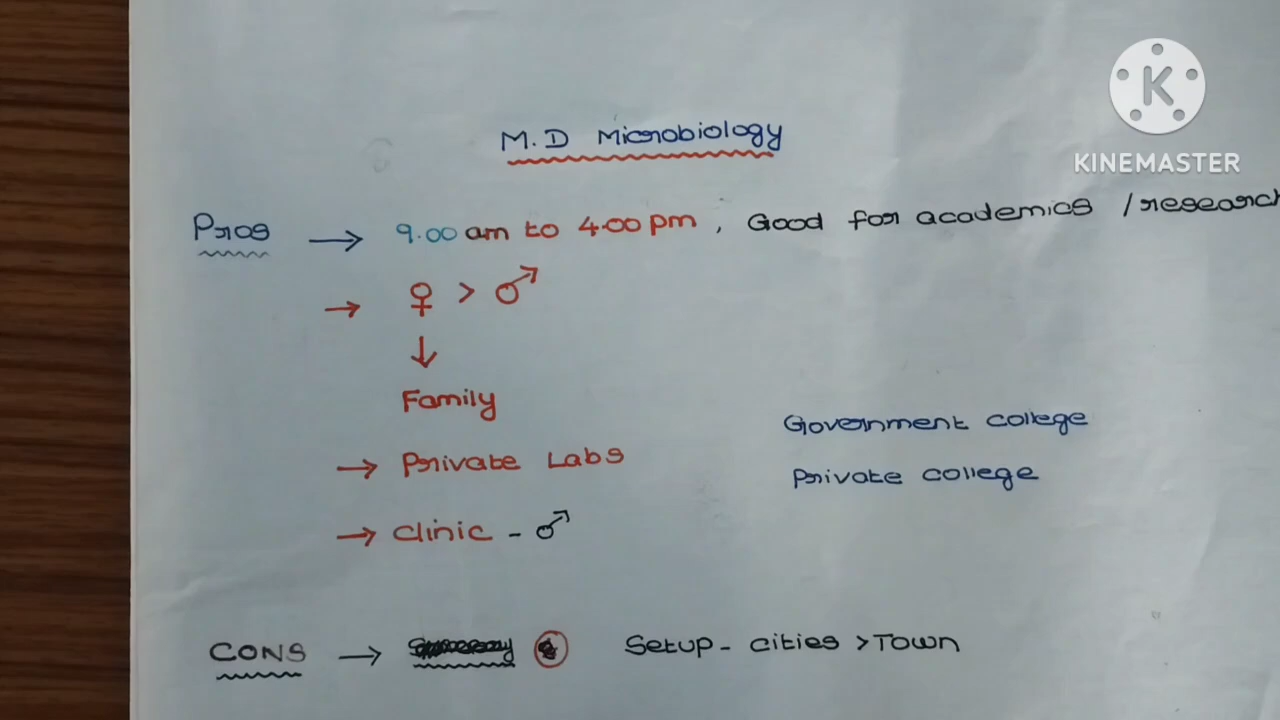 M.D Microbiology
KINEMASTER
Pros → 9.00 am to 4.00 pm, Good for academics / research
→ ♀ > ♂
↓
Family
Government college
→ Private Labs
Private college
→ clinic - ♂
CONS → Setup - cities > Town